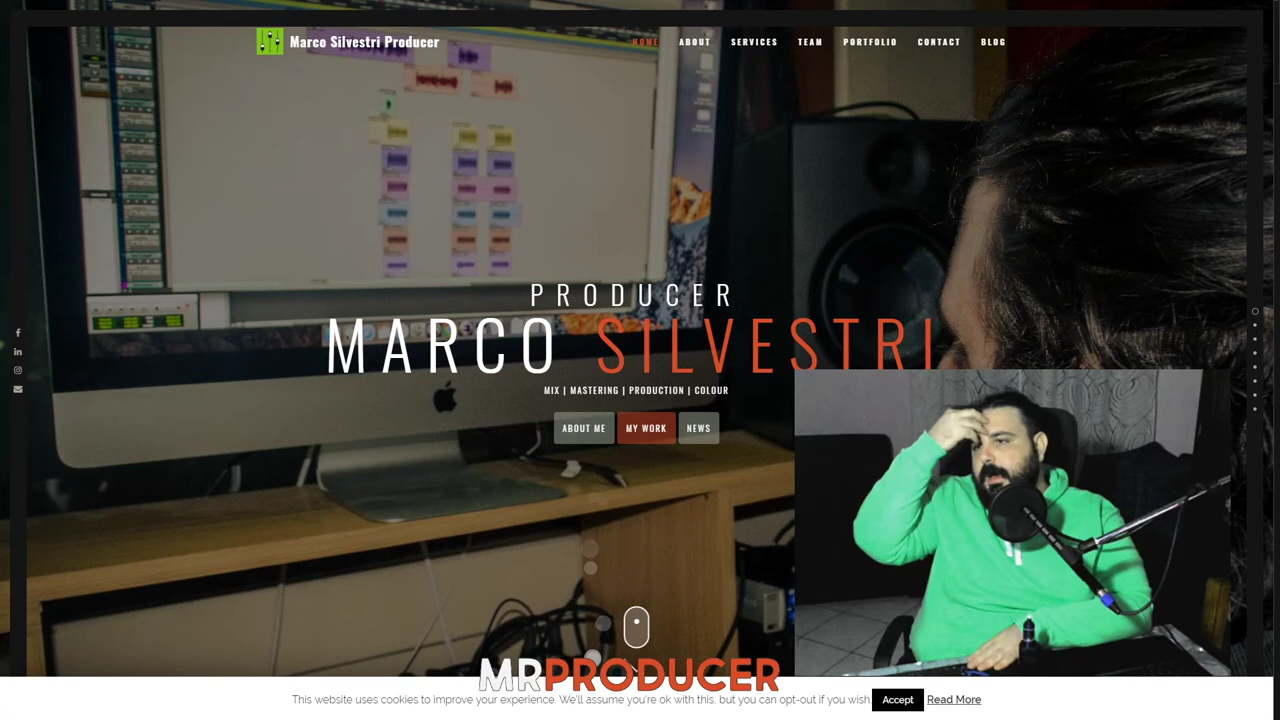 Marco Silvestri Producer
HOME ABOUT SERVICES TEAM PORTFOLIO CONTACT BLOG
PRODUCER
MARCO SILVESTRI
MIX | MASTERING | PRODUCTION | COLOUR
ABOUT ME MY WORK NEWS
MRPRODUCER
This website uses cookies to improve your experience. We'll assume you're ok with this, but you can opt-out if you wish. Accept Read More